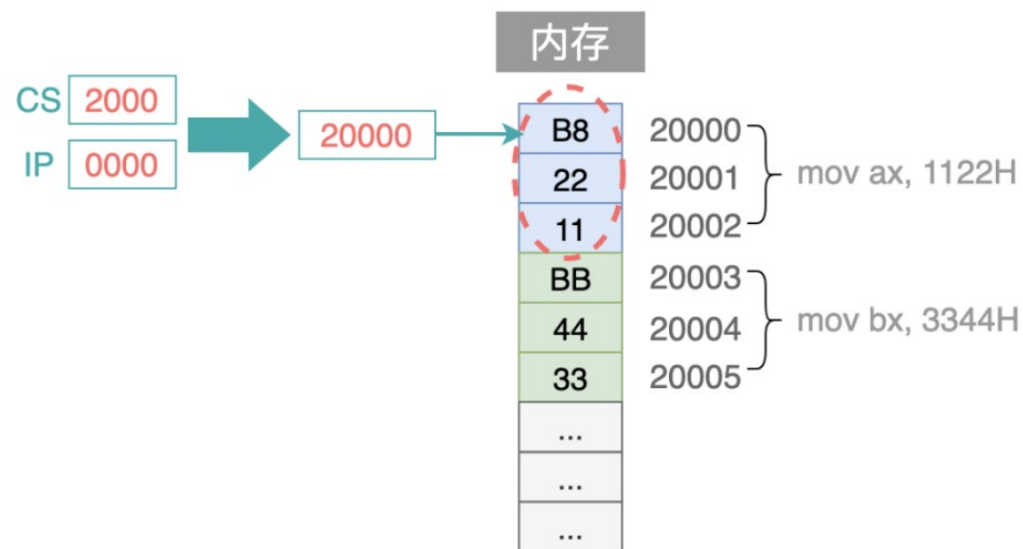 内存
CS 2000
IP 0000
20000
B8 20000
22 20001
11 20002
mov ax, 1122H
BB 20003
44 20004
33 20005
mov bx, 3344H
...
...
...